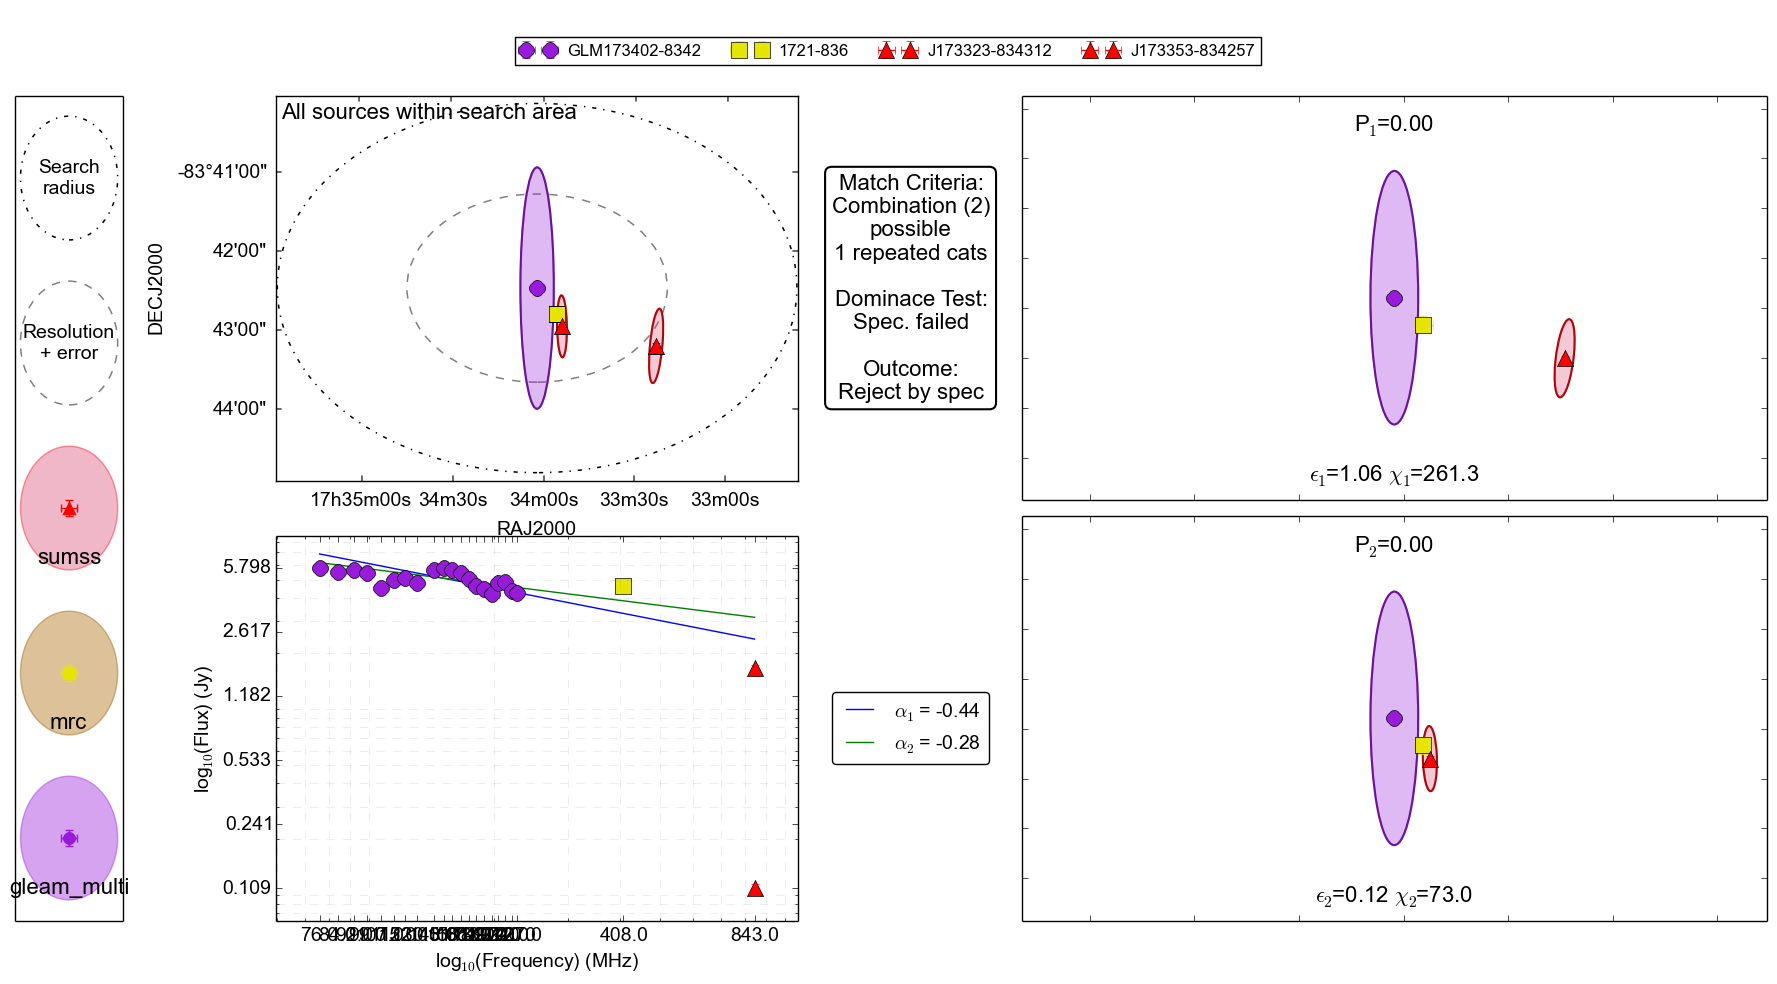 GLM173402-8342 1721-836 J173323-834312 J173353-834257
Search
radius
Resolution
+ error
sumss
mrc
gleam_multi
All sources within search area
DECJ2000
-83°41'00"
42'00"
43'00"
44'00"
17h35m00s 34m30s 34m00s 33m30s 33m00s
RAJ2000
Match Criteria:
Combination (2)
possible
1 repeated cats
Dominace Test:
Spec. failed
Outcome:
Reject by spec
P1=0.00
ϵ1=1.06 χ1=261.3
log10(Flux) (Jy)
5.798
2.617
1.182
0.533
0.241
0.109
408.0 843.0
log10(Frequency) (MHz)
α1 = -0.44
α2 = -0.28
P2=0.00
ϵ2=0.12 χ2=73.0